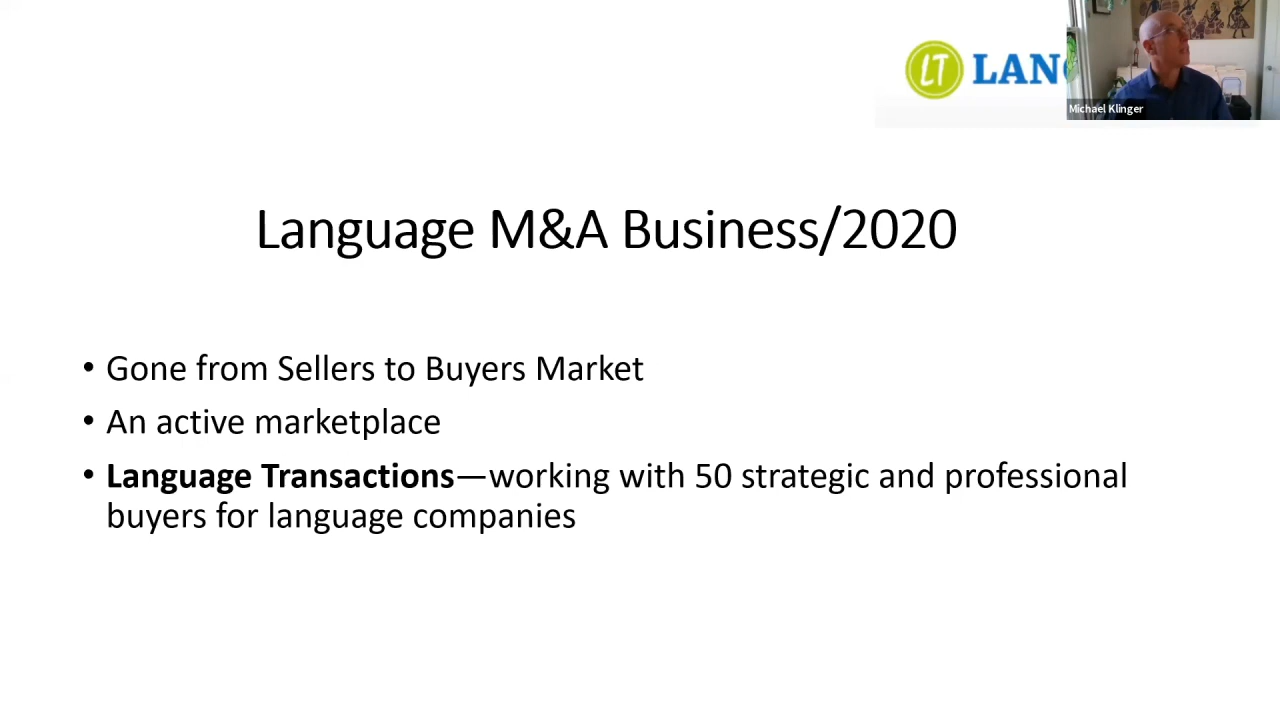 LT LAN
Michael Klinger
Language M&A Business/2020
• Gone from Sellers to Buyers Market
• An active marketplace
• Language Transactions—working with 50 strategic and professional
buyers for language companies